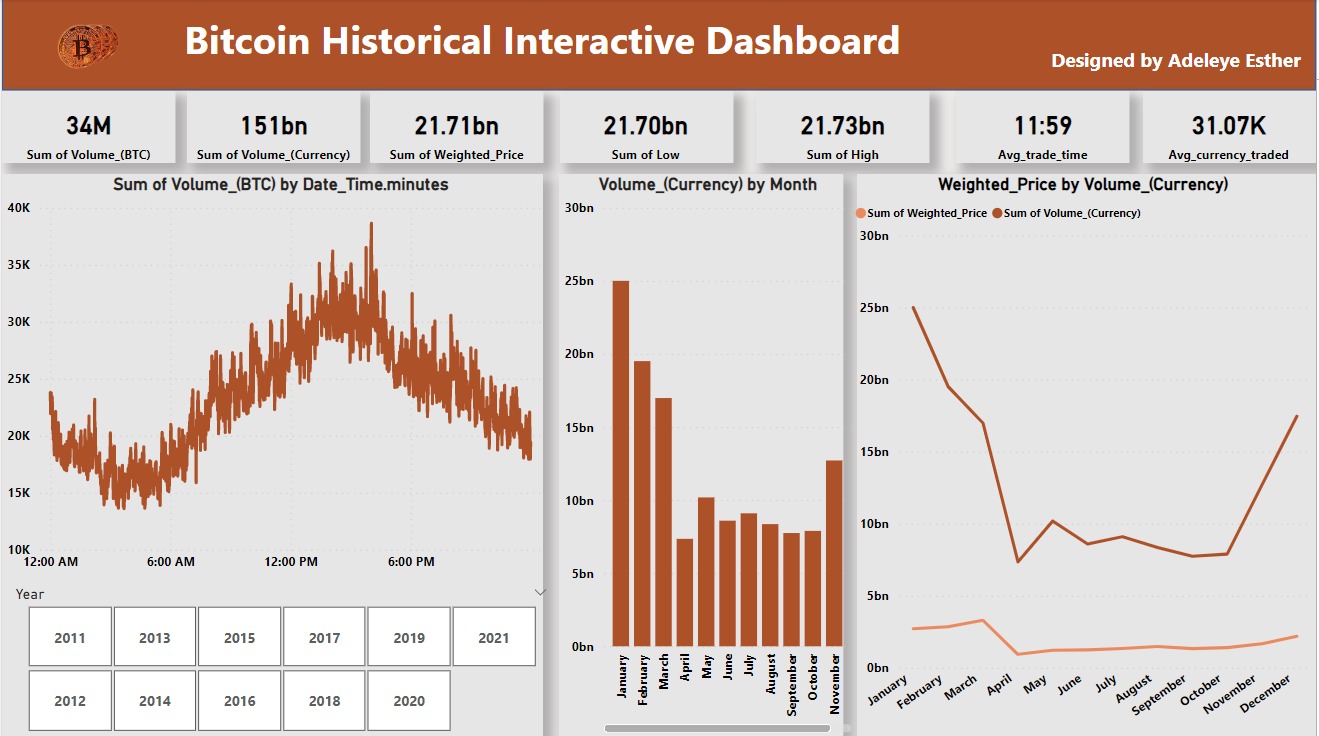 Bitcoin Historical Interactive Dashboard
Designed by Adeleye Esther
34M
Sum of Volume_(BTC)
151bn
Sum of Volume_(Currency)
21.71bn
Sum of Weighted_Price
21.70bn
Sum of Low
21.73bn
Sum of High
11:59
Avg_trade_time
31.07K
Avg_currency_traded
Sum of Volume_(BTC) by Date_Time.minutes
40K
35K
30K
25K
20K
15K
10K
12:00 AM 6:00 AM 12:00 PM 6:00 PM
Year
2011 2013 2015 2017 2019 2021
2012 2014 2016 2018 2020
Volume_(Currency) by Month
30bn
25bn
20bn
15bn
10bn
5bn
0bn
January
February
March
April
May
June
July
August
September
October
November
Weighted_Price by Volume_(Currency)
Sum of Weighted_Price Sum of Volume_(Currency)
30bn
25bn
20bn
15bn
10bn
5bn
0bn
January
February
March
April
May
June
July
August
September
October
November
December